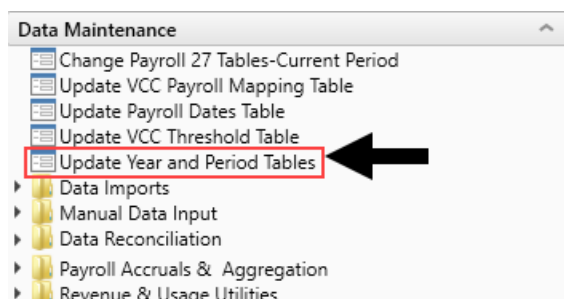 Data Maintenance
Change Payroll 27 Tables-Current Period
Update VCC Payroll Mapping Table
Update Payroll Dates Table
Update VCC Threshold Table
Update Year and Period Tables
Data Imports
Manual Data Input
Data Reconciliation
Payroll Accruals & Aggregation
Revenue & Usage Utilities